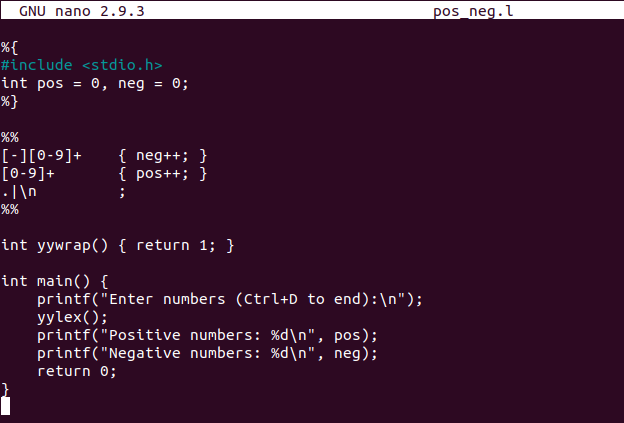 GNU nano 2.9.3                                pos_neg.l
%{
#include <stdio.h>
int pos = 0, neg = 0;
%}
%%
[-][0-9]+    { neg++; }
[0-9]+       { pos++; }
.|\n         ;
%%
int yywrap() { return 1; }
int main() {
    printf("Enter numbers (Ctrl+D to end):\n");
    yylex();
    printf("Positive numbers: %d\n", pos);
    printf("Negative numbers: %d\n", neg);
    return 0;
}